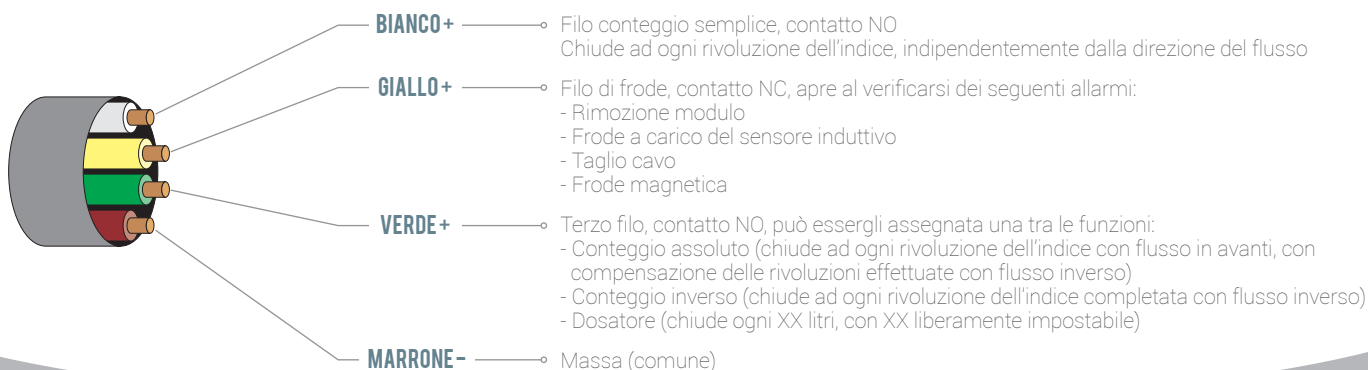 BIANCO+
Filo conteggio semplice, contatto NO
Chiude ad ogni rivoluzione dell'indice, indipendentemente dalla direzione del flusso
GIALLO+
Filo di frode, contatto NC, apre al verificarsi dei seguenti allarmi:
- Rimozione modulo
- Frode a carico del sensore induttivo
- Taglio cavo
- Frode magnetica
VERDE+
Terzo filo, contatto NO, può essergli assegnata una tra le funzioni:
- Conteggio assoluto (chiude ad ogni rivoluzione dell'indice con flusso in avanti, con
compensazione delle rivoluzioni effettuate con flusso inverso)
- Conteggio inverso (chiude ad ogni rivoluzione dell'indice completata con flusso inverso)
- Dosatore (chiude ogni XX litri, con XX liberamente impostabile)
MARRONE-
Massa (comune)